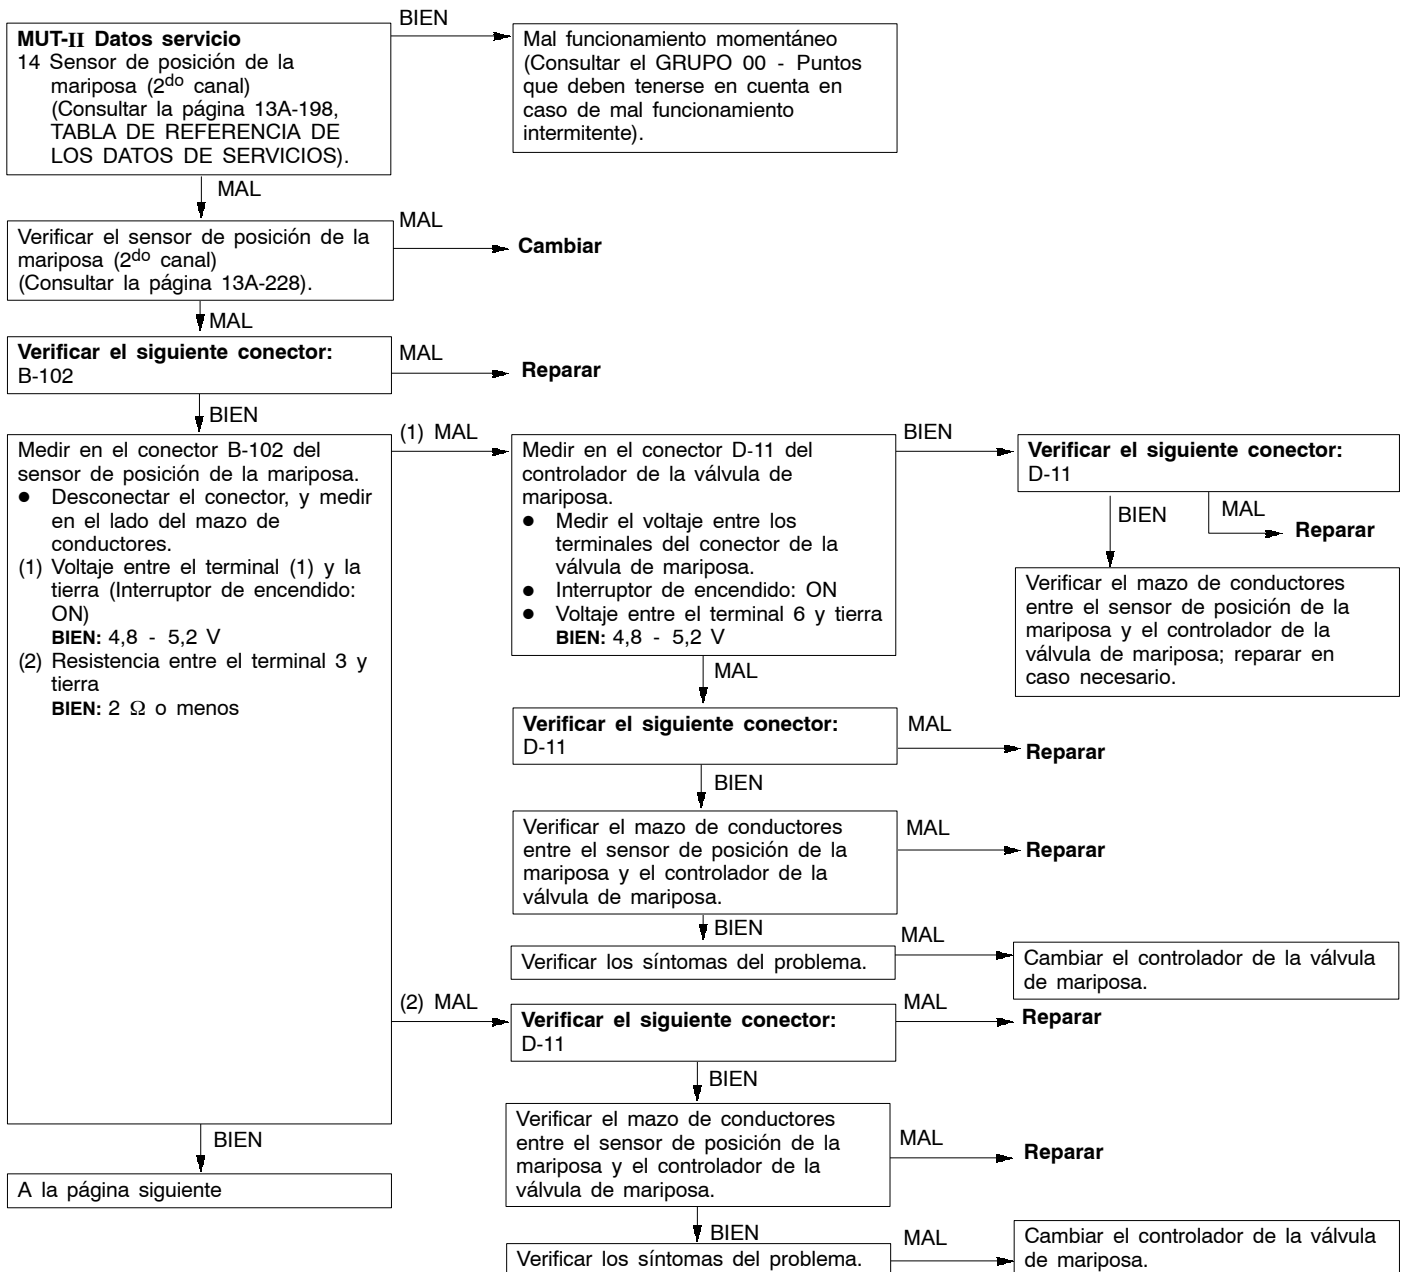 MUT-II Datos servicio
14 Sensor de posición de la
mariposa (2do canal)
(Consultar la página 13A-198,
TABLA DE REFERENCIA DE
LOS DATOS DE SERVICIOS).
BIEN
Mal funcionamiento momentáneo
(Consultar el GRUPO 00 - Puntos
que deben tenerse en cuenta en
caso de mal funcionamiento
intermitente).
MAL
Verificar el sensor de posición de la
mariposa (2do canal)
(Consultar la página 13A-228).
MAL
Cambiar
MAL
Verificar el siguiente conector:
B-102
MAL
Reparar
BIEN
Medir en el conector B-102 del
sensor de posición de la mariposa.
● Desconectar el conector, y medir
en el lado del mazo de
conductores.
(1) Voltaje entre el terminal (1) y la
tierra (Interruptor de encendido:
ON)
BIEN: 4,8 - 5,2 V
(2) Resistencia entre el terminal 3 y
tierra
BIEN: 2 Ω o menos
(1) MAL
Medir en el conector D-11 del
controlador de la válvula de
mariposa.
● Medir el voltaje entre los
terminales del conector de la
válvula de mariposa.
● Interruptor de encendido: ON
● Voltaje entre el terminal 6 y tierra
BIEN: 4,8 - 5,2 V
BIEN
Verificar el siguiente conector:
D-11
BIEN
MAL
Reparar
Verificar el mazo de conductores
entre el sensor de posición de la
mariposa y el controlador de la
válvula de mariposa; reparar en
caso necesario.
MAL
Verificar el siguiente conector:
D-11
MAL
Reparar
BIEN
Verificar el mazo de conductores
entre el sensor de posición de la
mariposa y el controlador de la
válvula de mariposa.
MAL
Reparar
BIEN
Verificar los síntomas del problema.
MAL
Cambiar el controlador de la válvula
de mariposa.
(2) MAL
Verificar el siguiente conector:
D-11
MAL
Reparar
BIEN
Verificar el mazo de conductores
entre el sensor de posición de la
mariposa y el controlador de la
válvula de mariposa.
MAL
Reparar
BIEN
Verificar los síntomas del problema.
MAL
Cambiar el controlador de la válvula
de mariposa.
BIEN
A la página siguiente